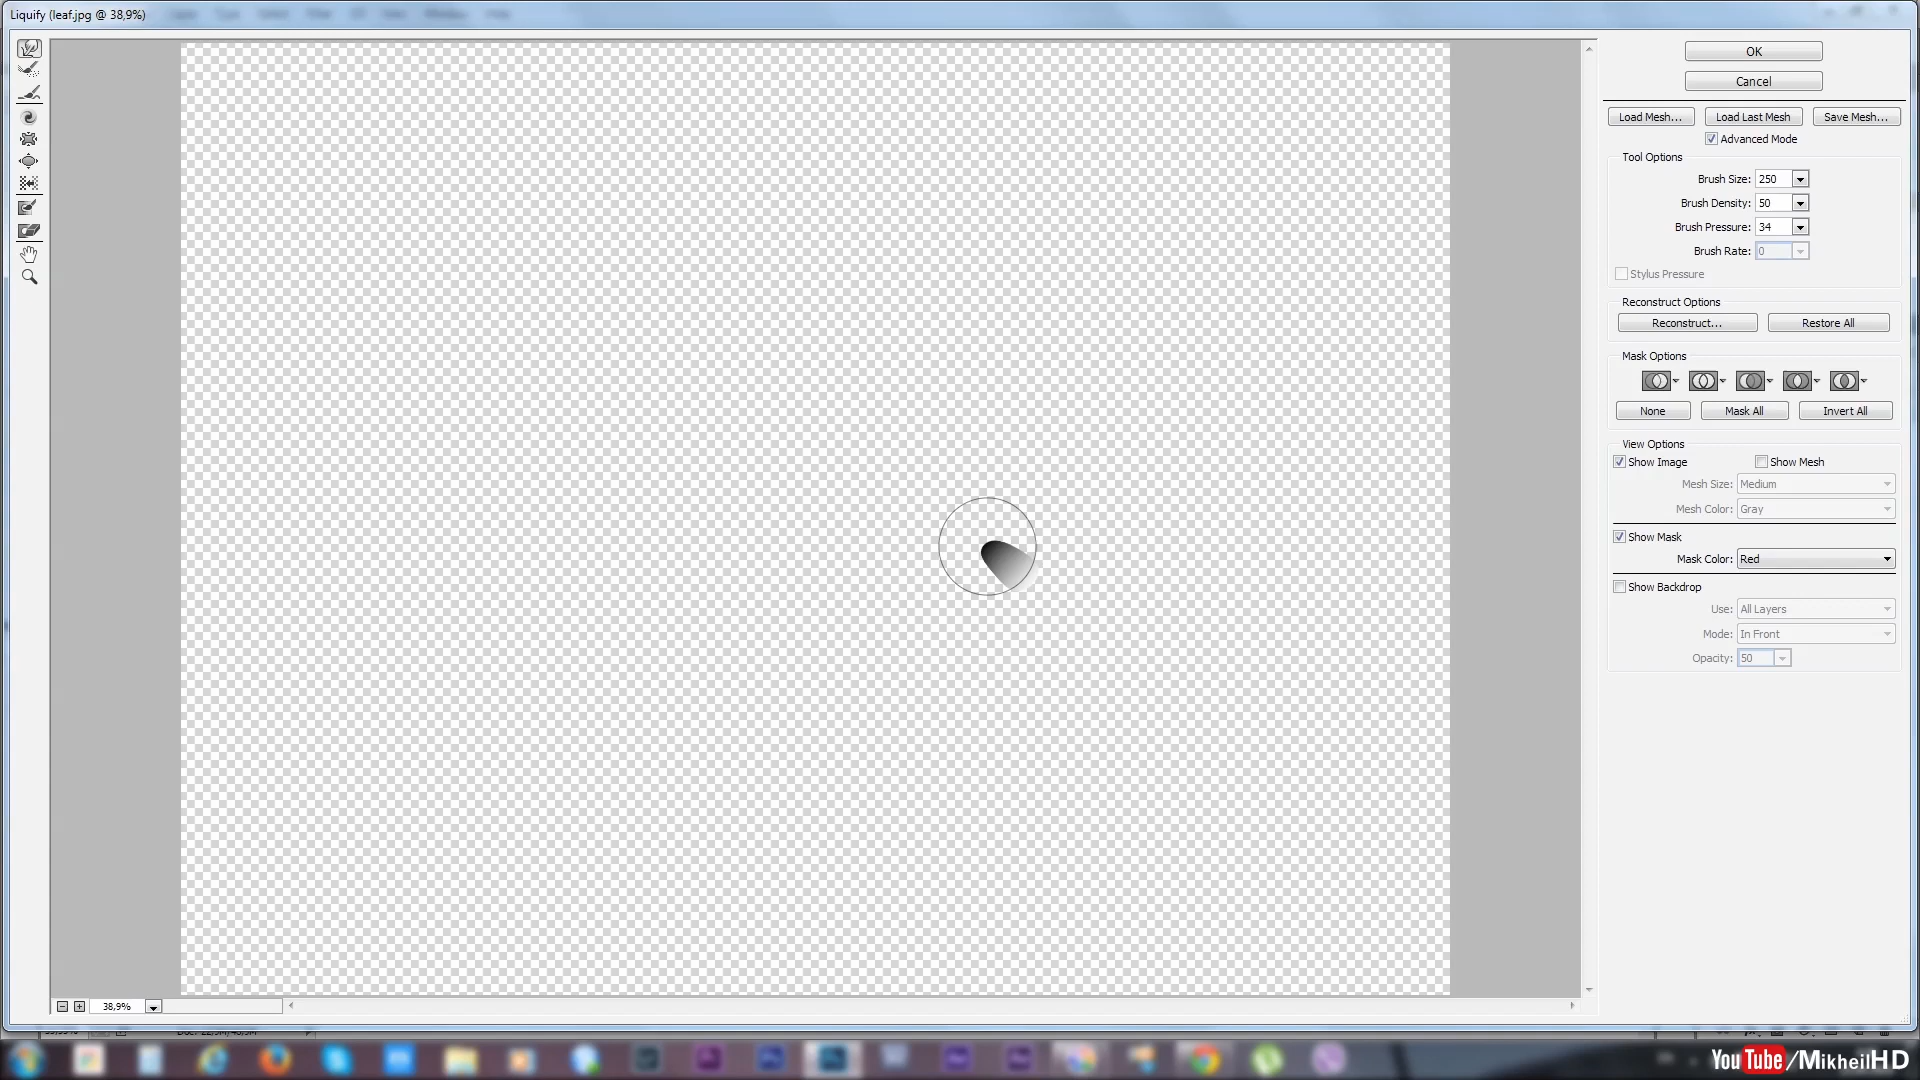 Liquify (leaf.jpg @ 38,9%)
OK
Cancel
Load Mesh... Load Last Mesh Save Mesh...
Advanced Mode
Tool Options
Brush Size: 250
Brush Density: 50
Brush Pressure: 34
Brush Rate: 0
Stylus Pressure
Reconstruct Options
Reconstruct... Restore All
Mask Options
None Mask All Invert All
View Options
Show Image Show Mesh
Mesh Size: Medium
Mesh Color: Gray
Show Mask
Mask Color: Red
Show Backdrop
Use: All Layers
Mode: In Front
Opacity: 50
38,9%
YouTube/MikheilHD